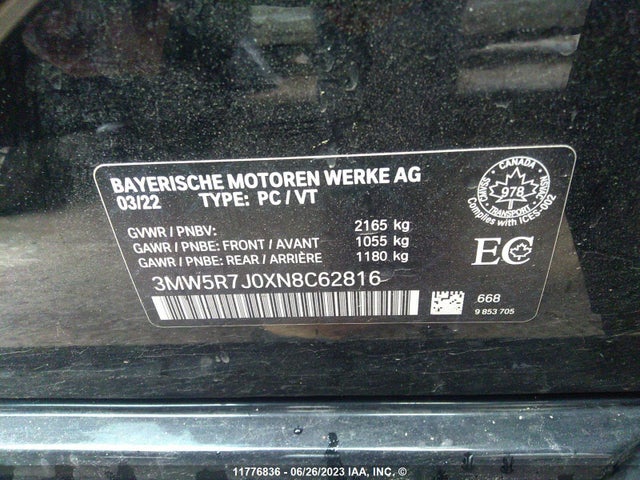 BAYERISCHE MOTOREN WERKE AG
03/22 TYPE: PC / VT
GVWR / PNBV: 2165 kg
GAWR / PNBE: FRONT / AVANT 1055 kg
GAWR / PNBE: REAR / ARRIÈRE 1180 kg
3MW5R7J0XN8C62816
CANADA
CMVSS NSVAC
978
TRANSPORT
Complies with ICES-002
EC
668
9 853 705
11776836 - 06/26/2023 IAA, INC. ©